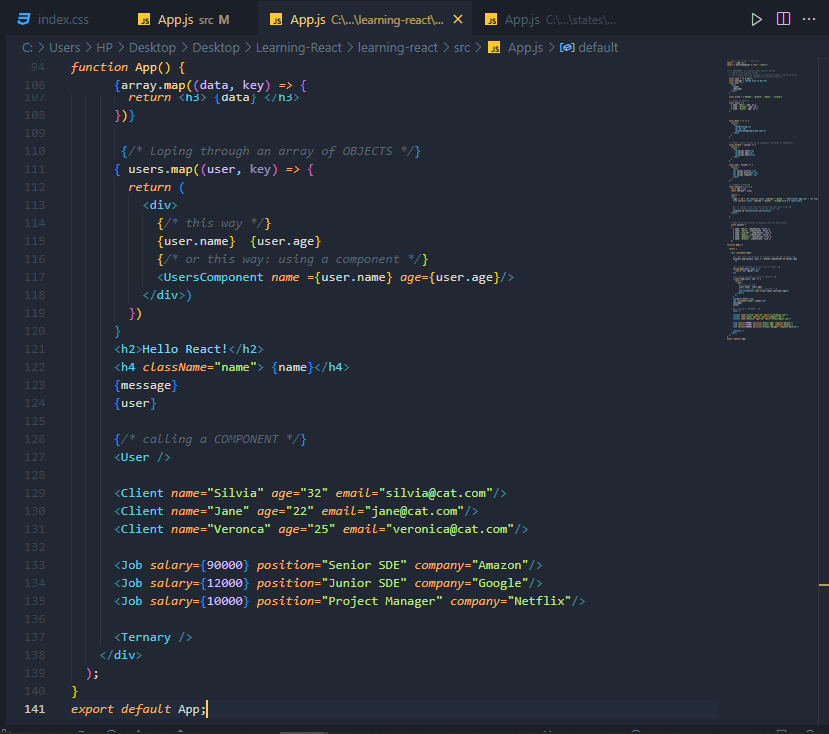 index.css App.js src M App.js C:\...\learning-react\... App.js C:\...\states\...
C: > Users > HP > Desktop > Desktop > Learning-React > learning-react > src > App.js > default
94 function App() {
106 {array.map((data, key) => {
107 return <h3> {data} </h3>
108 })}
109
110 {/* Loping through an array of OBJECTS */}
111 { users.map((user, key) => {
112 return (
113 <div>
114 {/* this way */}
115 {user.name} {user.age}
116 {/* or this way: using a component */}
117 <UsersComponent name ={user.name} age={user.age}/>
118 </div>)
119 })
120 }
121 <h2>Hello React!</h2>
122 <h4 className="name"> {name}</h4>
123 {message}
124 {user}
125
126 {/* calling a COMPONENT */}
127 <User />
128
129 <Client name="Silvia" age="32" email="silvia@cat.com"/>
130 <Client name="Jane" age="22" email="jane@cat.com"/>
131 <Client name="Veronca" age="25" email="veronica@cat.com"/>
132
133 <Job salary={90000} position="Senior SDE" company="Amazon"/>
134 <Job salary={12000} position="Junior SDE" company="Google"/>
135 <Job salary={10000} position="Project Manager" company="Netflix"/>
136
137 <Ternary />
138 </div>
139 );
140 }
141 export default App;